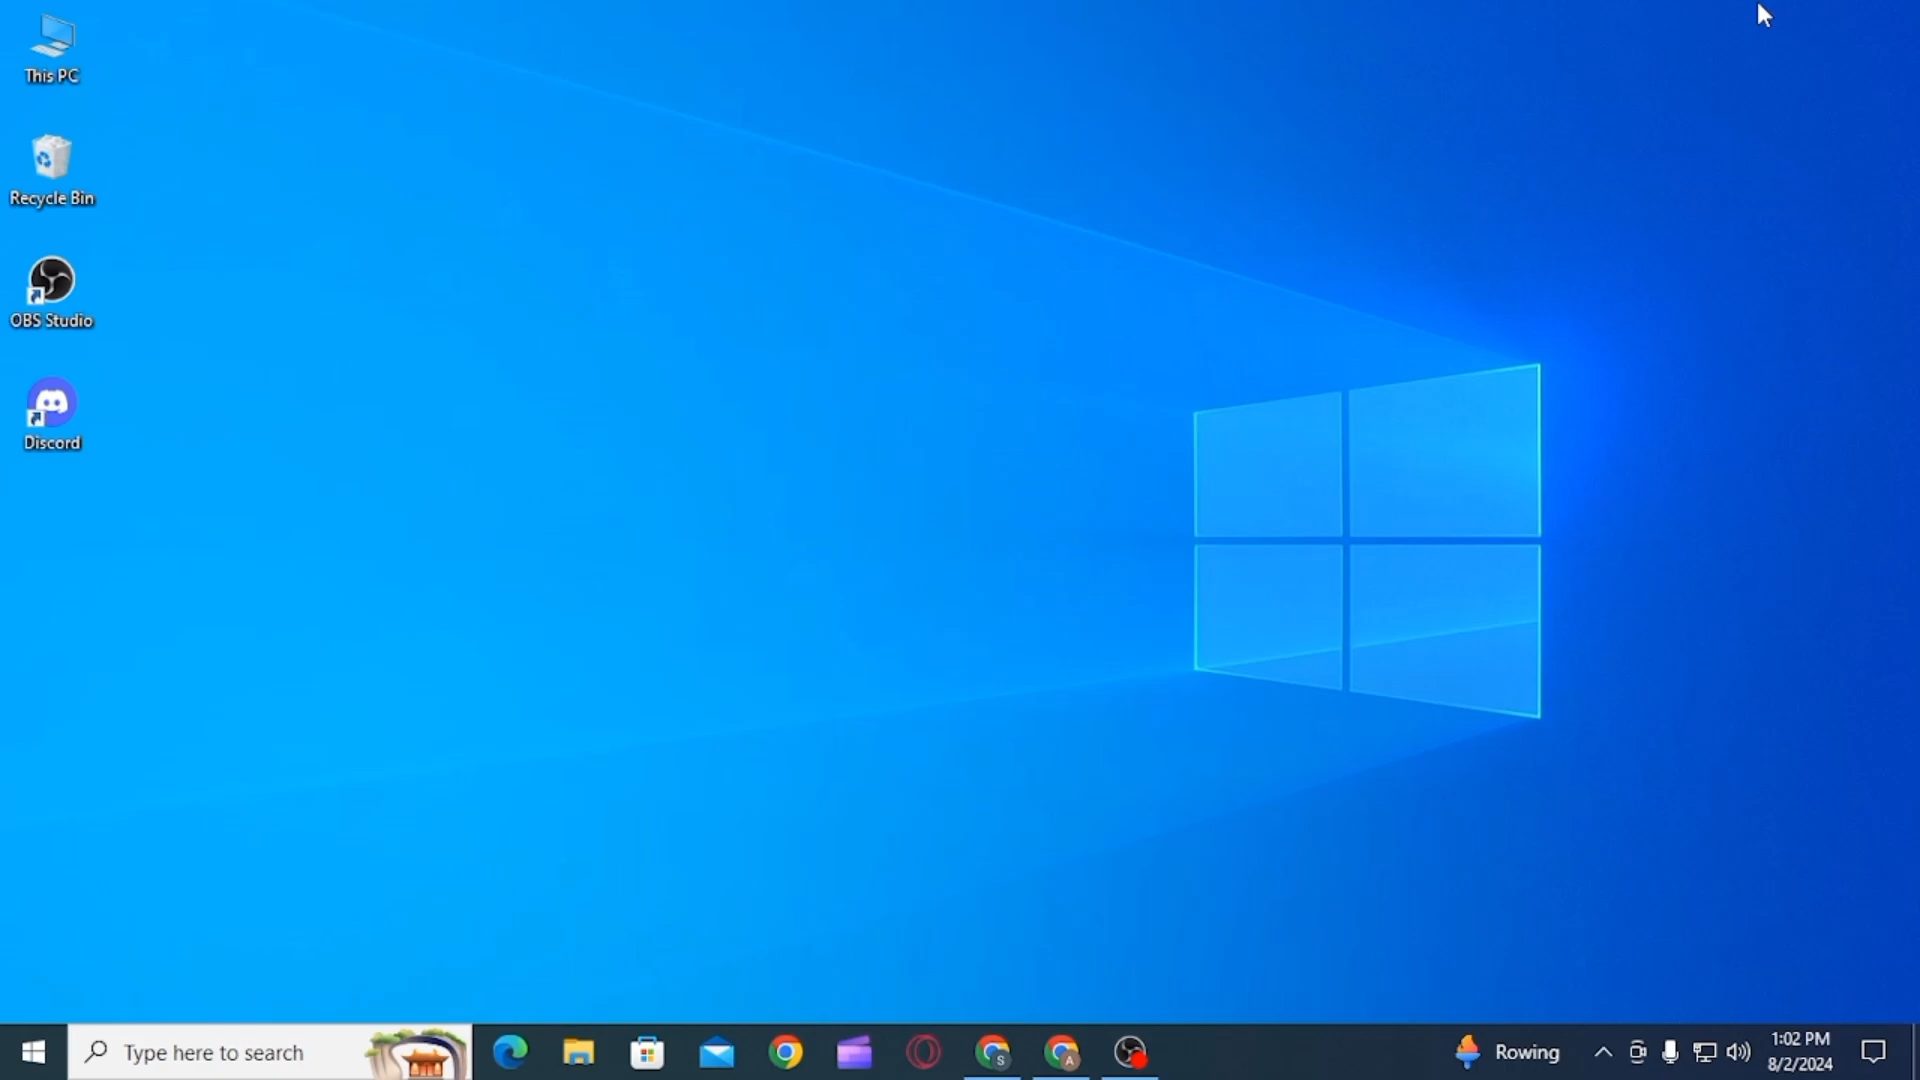 This PC
Recycle Bin
OBS Studio
Discord
Type here to search
S
A
Rowing
1:02 PM
8/2/2024